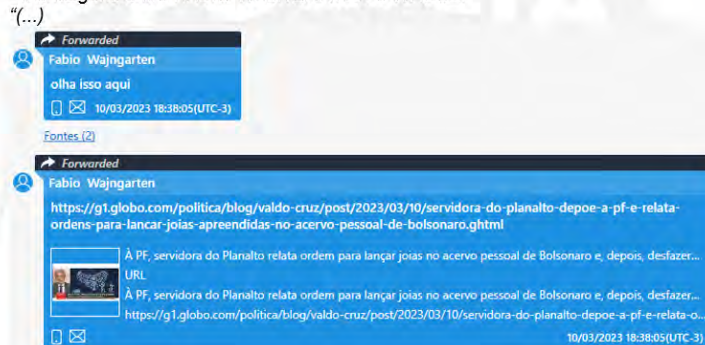 "(...)
Forwarded
Fabio Wajngarten
olha isso aqui
10/03/2023 18:38:05(UTC-3)
Fontes (2)
Forwarded
Fabio Wajngarten
https://g1.globo.com/politica/blog/valdo-cruz/post/2023/03/10/servidora-do-planalto-depoe-a-pf-e-relata-
ordens-para-lancar-joias-apreendidas-no-acervo-pessoal-de-bolsonaro.ghtml
À PF, servidora do Planalto relata ordem para lançar joias no acervo pessoal de Bolsonaro e, depois, desfazer...
URL
À PF, servidora do Planalto relata ordem para lançar joias no acervo pessoal de Bolsonaro e, depois, desfazer...
https://g1.globo.com/politica/blog/valdo-cruz/post/2023/03/10/servidora-do-planalto-depoe-a-pf-e-relata-o...
10/03/2023 18:38:05(UTC-3)